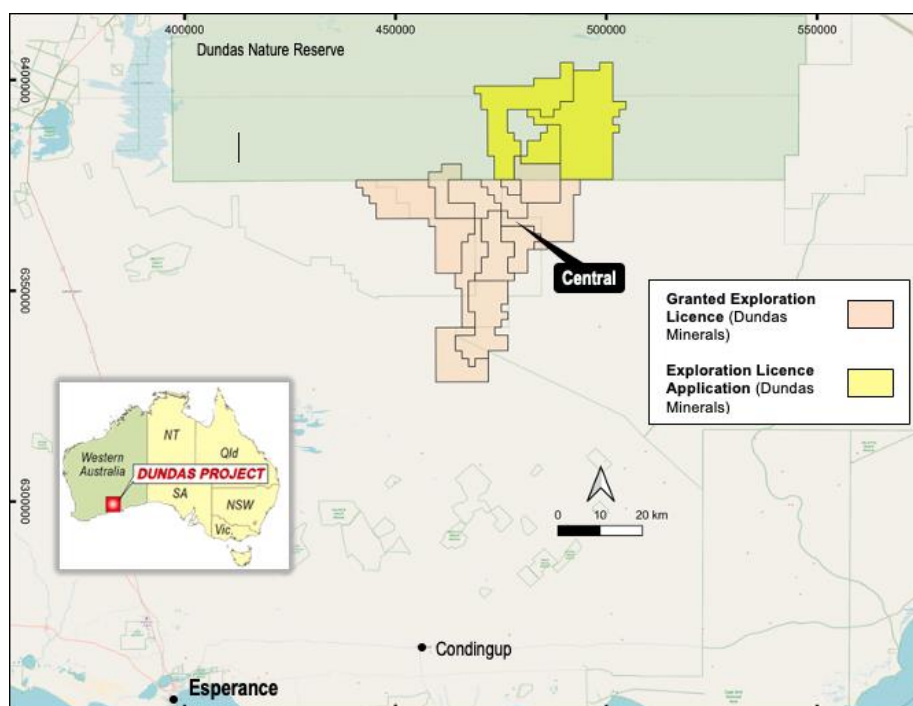 400000
450000
500000
550000
Dundas Nature Reserve
6400000
6350000
6300000
Central
Granted Exploration
Licence (Dundas
Minerals)
Exploration Licence
Application (Dundas
Minerals)
NT
Western
Australia
Qld
DUNDAS PROJECT
SA
NSW
Vic.
0 10 20 km
Condingup
Esperance